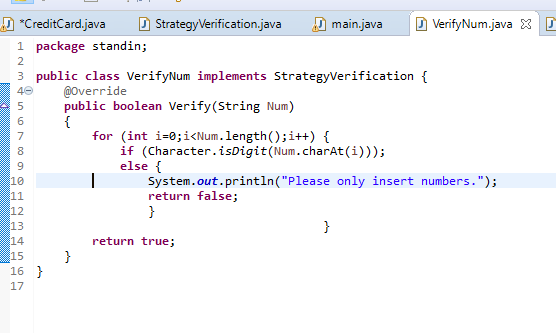 *CreditCard.java StrategyVerification.java main.java VerifyNum.java
1 package standin;
2
3 public class VerifyNum implements StrategyVerification {
4 @Override
5 public boolean Verify(String Num)
6 {
7 for (int i=0;i<Num.length();i++) {
8 if (Character.isDigit(Num.charAt(i)));
9 else {
10 System.out.println("Please only insert numbers.");
11 return false;
12 }
13 }
14 return true;
15 }
16 }
17